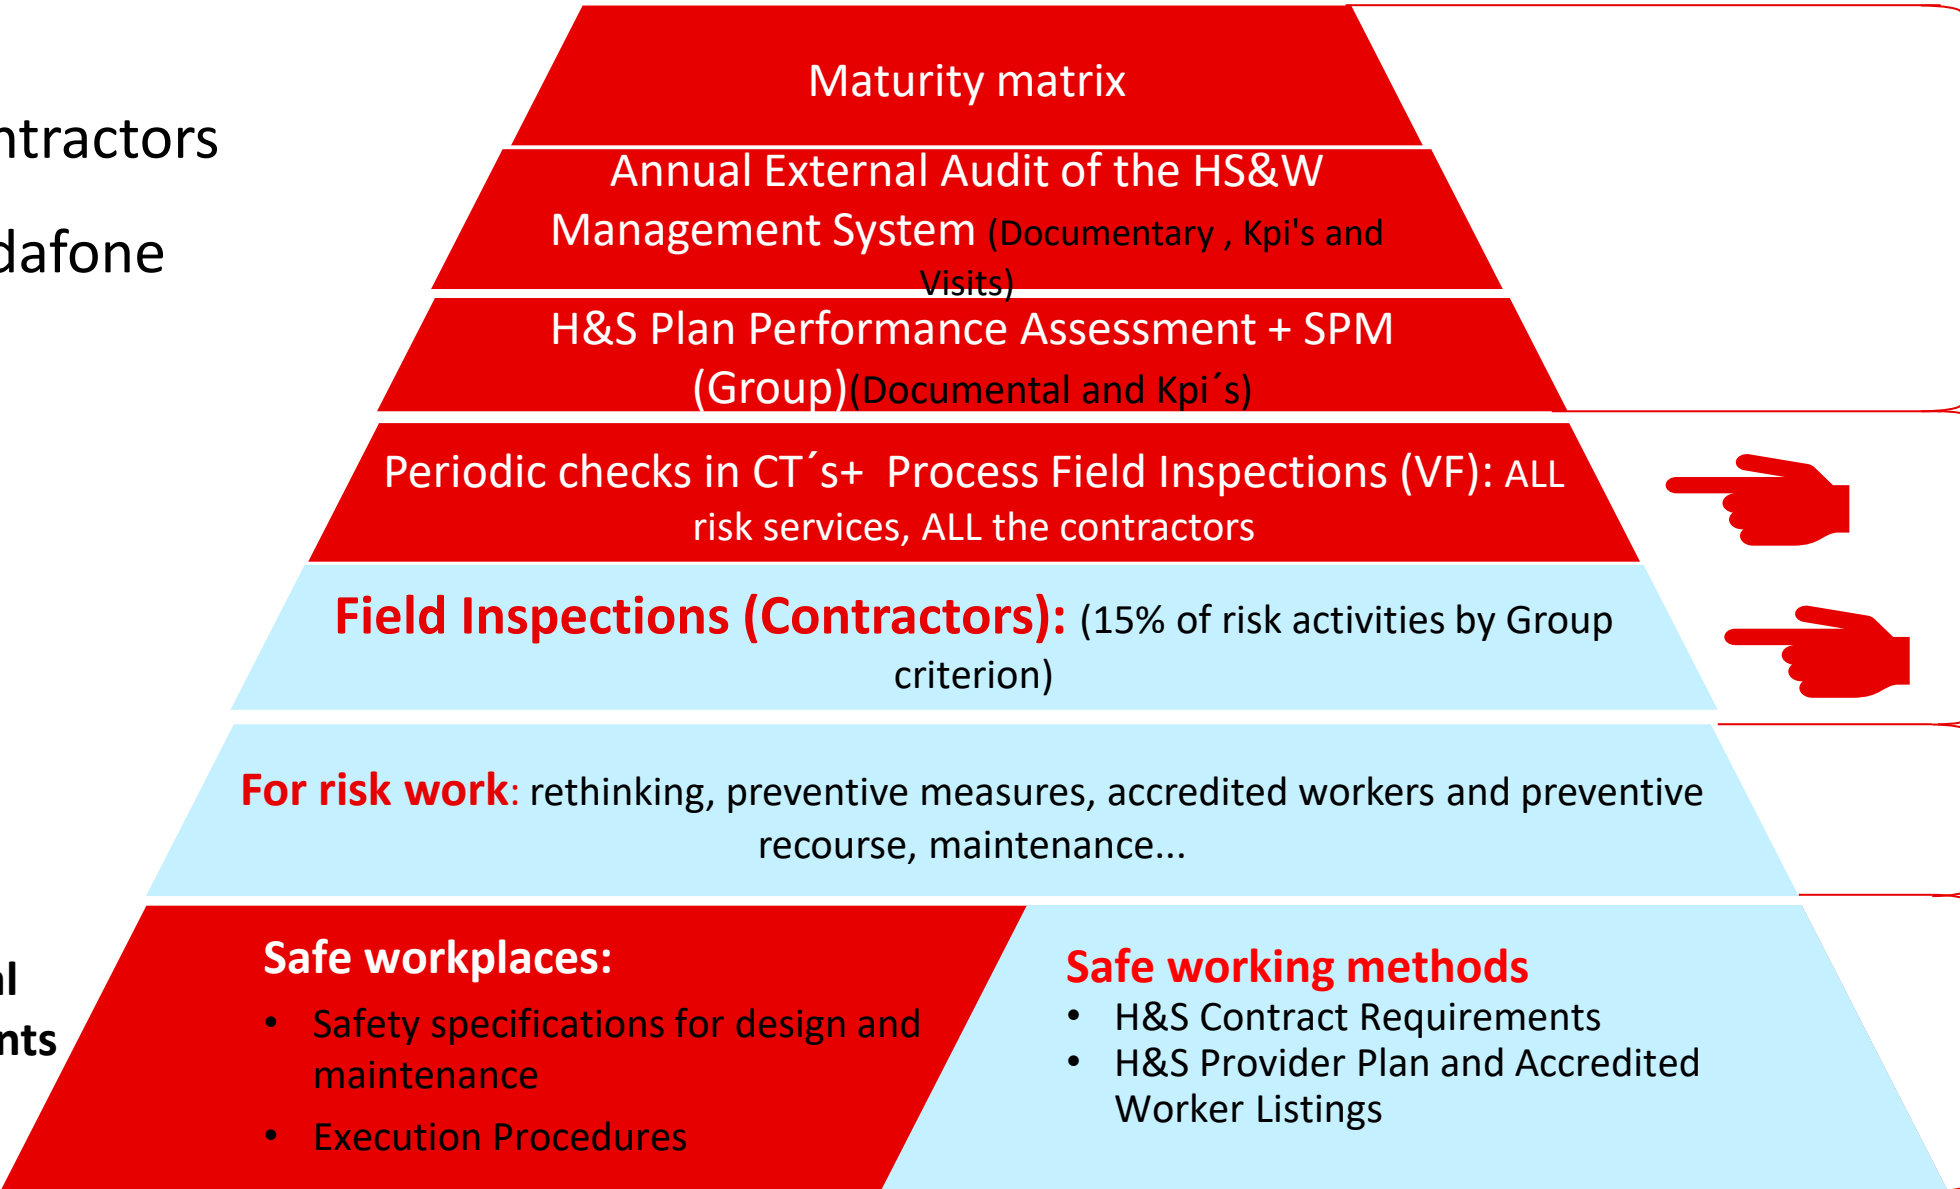 Maturity matrix
ntractors
Annual External Audit of the HS&W
Management System (Documentary , Kpi's and
Visits)
dafone
H&S Plan Performance Assessment + SPM
(Group)(Documental and Kpi´s)
Periodic checks in CT´s+  Process Field Inspections (VF): ALL
risk services, ALL the contractors
Field Inspections (Contractors): (15% of risk activities by Group
criterion)
For risk work: rethinking, preventive measures, accredited workers and preventive
recourse, maintenance...
al
nts
Safe workplaces:
• Safety specifications for design and
maintenance
• Execution Procedures
Safe working methods
• H&S Contract Requirements
• H&S Provider Plan and Accredited
Worker Listings